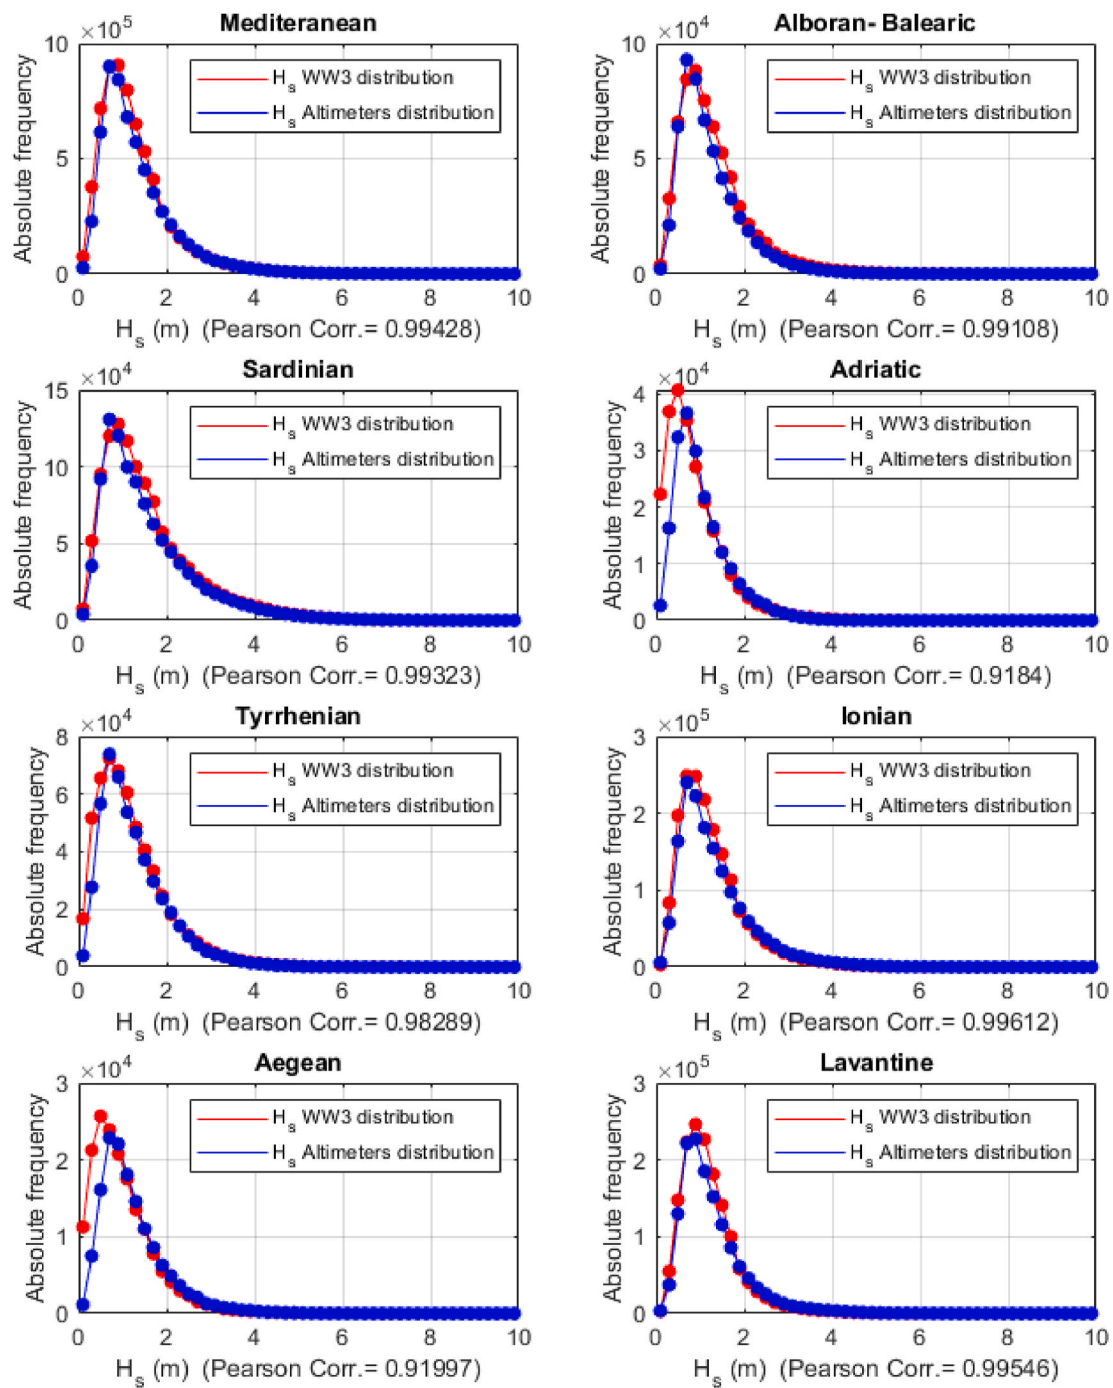 Mediteranean
×10^5
Absolute frequency
10
5
0
H_s WW3 distribution
H_s Altimeters distribution
0 2 4 6 8 10
H_s (m) (Pearson Corr.= 0.99428)
Alboran- Balearic
×10^4
Absolute frequency
10
5
0
H_s WW3 distribution
H_s Altimeters distribution
0 2 4 6 8 10
H_s (m) (Pearson Corr.= 0.99108)
Sardinian
×10^4
Absolute frequency
15
10
5
0
H_s WW3 distribution
H_s Altimeters distribution
0 2 4 6 8 10
H_s (m) (Pearson Corr.= 0.99323)
Adriatic
×10^4
Absolute frequency
4
3
2
1
0
H_s WW3 distribution
H_s Altimeters distribution
0 2 4 6 8 10
H_s (m) (Pearson Corr.= 0.9184)
Tyrrhenian
×10^4
Absolute frequency
8
6
4
2
0
H_s WW3 distribution
H_s Altimeters distribution
0 2 4 6 8 10
H_s (m) (Pearson Corr.= 0.98289)
Ionian
×10^5
Absolute frequency
3
2
1
0
H_s WW3 distribution
H_s Altimeters distribution
0 2 4 6 8 10
H_s (m) (Pearson Corr.= 0.99612)
Aegean
×10^4
Absolute frequency
3
2
1
0
H_s WW3 distribution
H_s Altimeters distribution
0 2 4 6 8 10
H_s (m) (Pearson Corr.= 0.91997)
Lavantine
×10^5
Absolute frequency
3
2
1
0
H_s WW3 distribution
H_s Altimeters distribution
0 2 4 6 8 10
H_s (m) (Pearson Corr.= 0.99546)